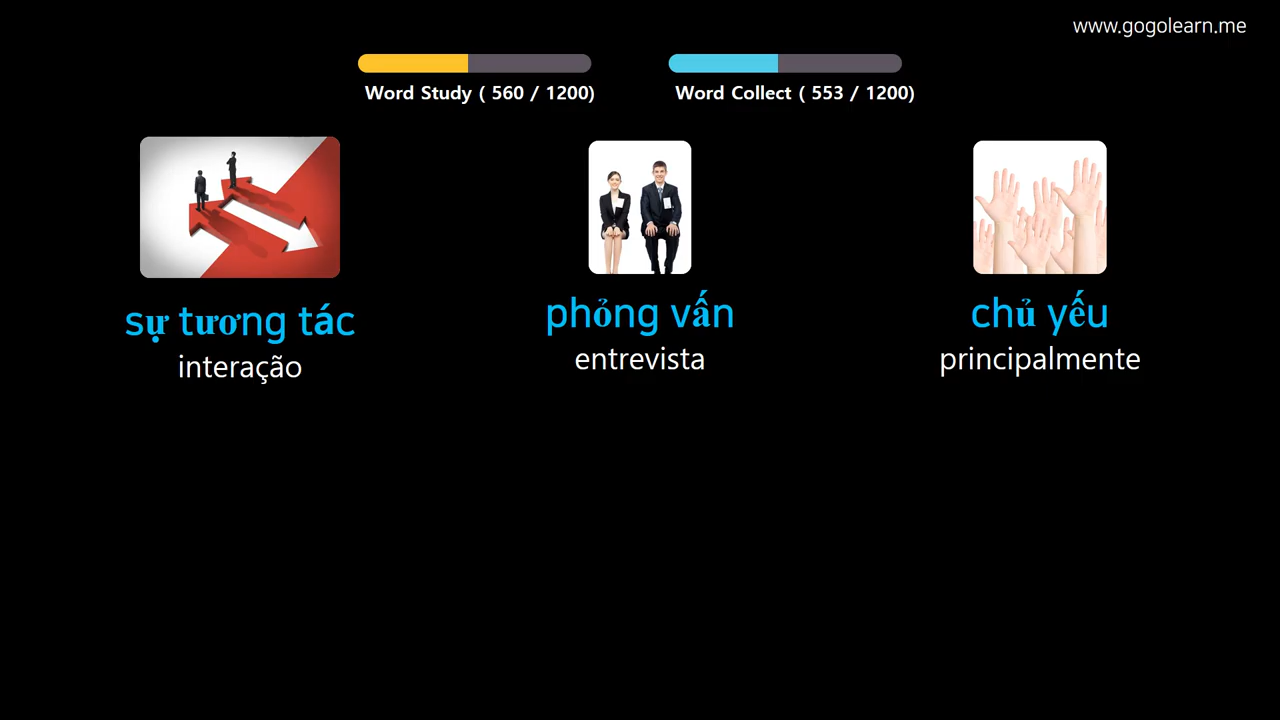 www.gogolearn.me
Word Study ( 560 / 1200)
Word Collect ( 553 / 1200)
sự tương tác
interação
phỏng vấn
entrevista
chủ yếu
principalmente